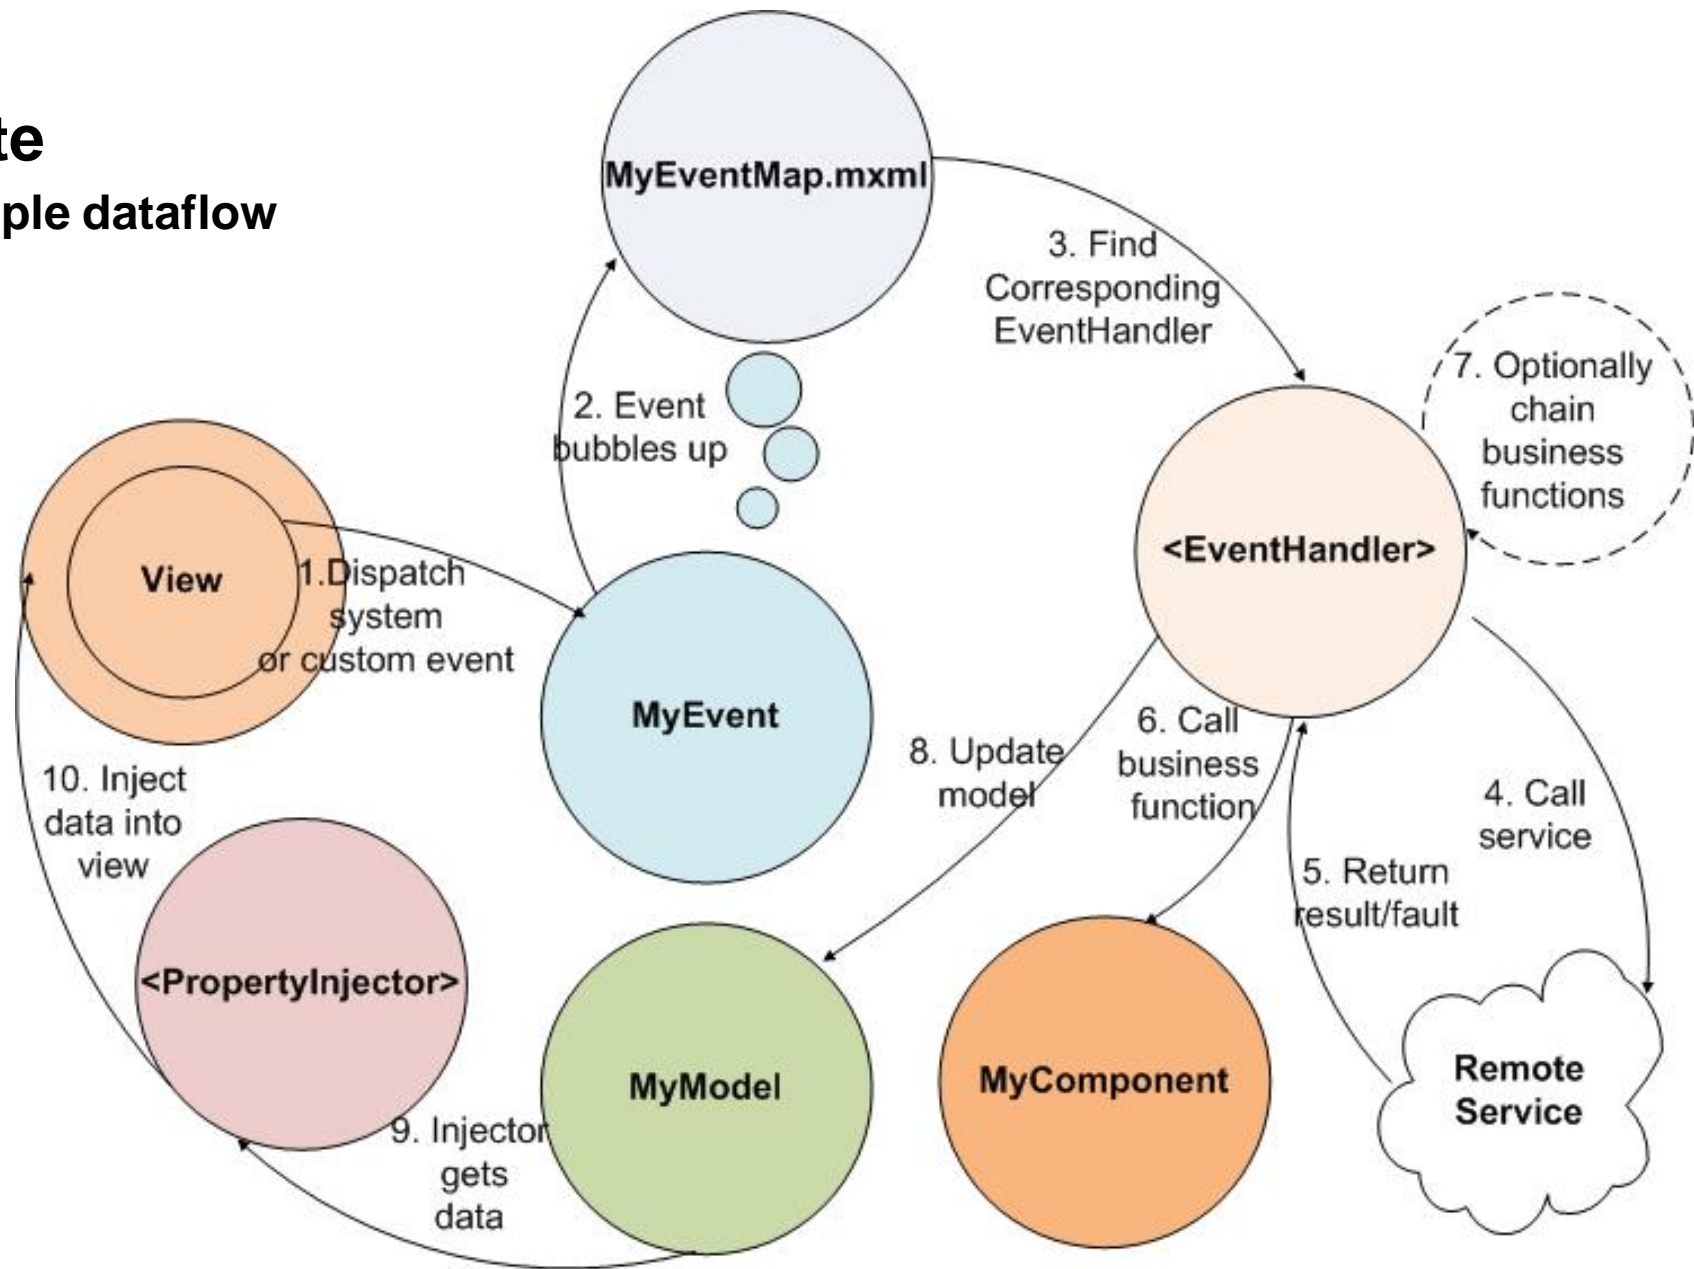 te
ple dataflow
MyEventMap.mxml
3. Find
Corresponding
EventHandler
7. Optionally
chain
business
functions
2. Event
bubbles up
<EventHandler>
View
1.Dispatch
system
or custom event
MyEvent
6. Call
business
function
8. Update
model
4. Call
service
10. Inject
data into
view
5. Return
result/fault
<PropertyInjector>
MyModel
MyComponent
Remote
Service
9. Injector
gets
data